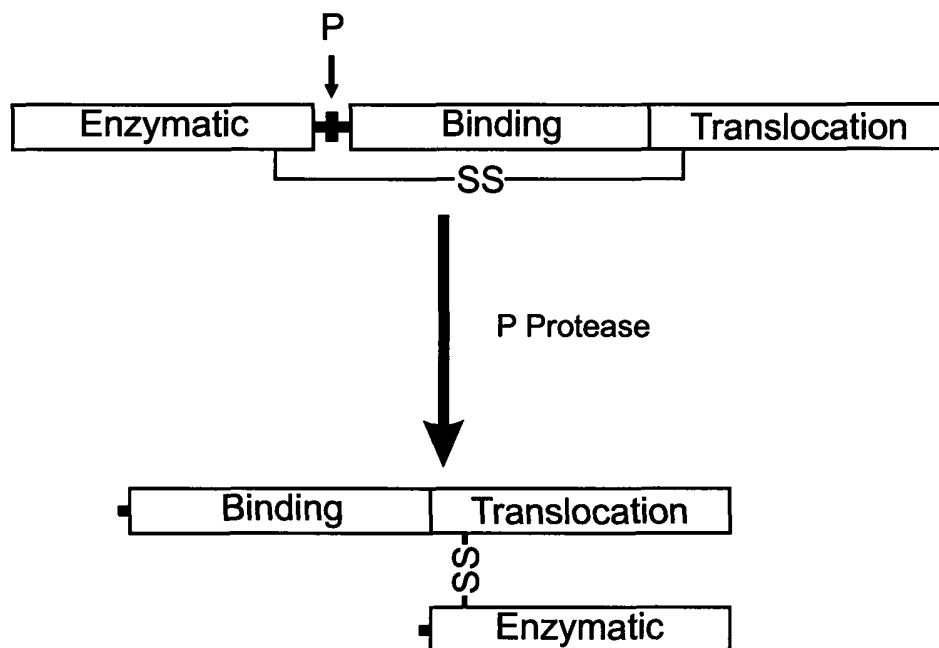 P
Enzymatic Binding Translocation
SS
P Protease
Binding Translocation
SS
Enzymatic